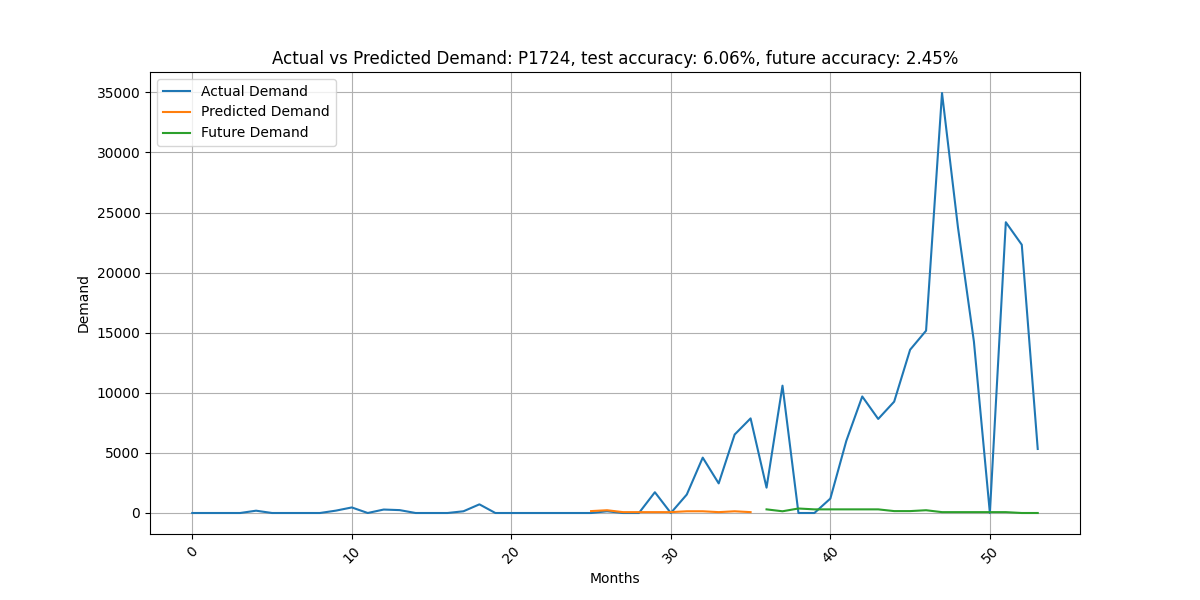 Actual vs Predicted Demand: P1724, test accuracy: 6.06%, future accuracy: 2.45%
Actual Demand
Predicted Demand
Future Demand
35000
30000
25000
20000
15000
10000
5000
0
Demand
0 10 20 30 40 50
Months